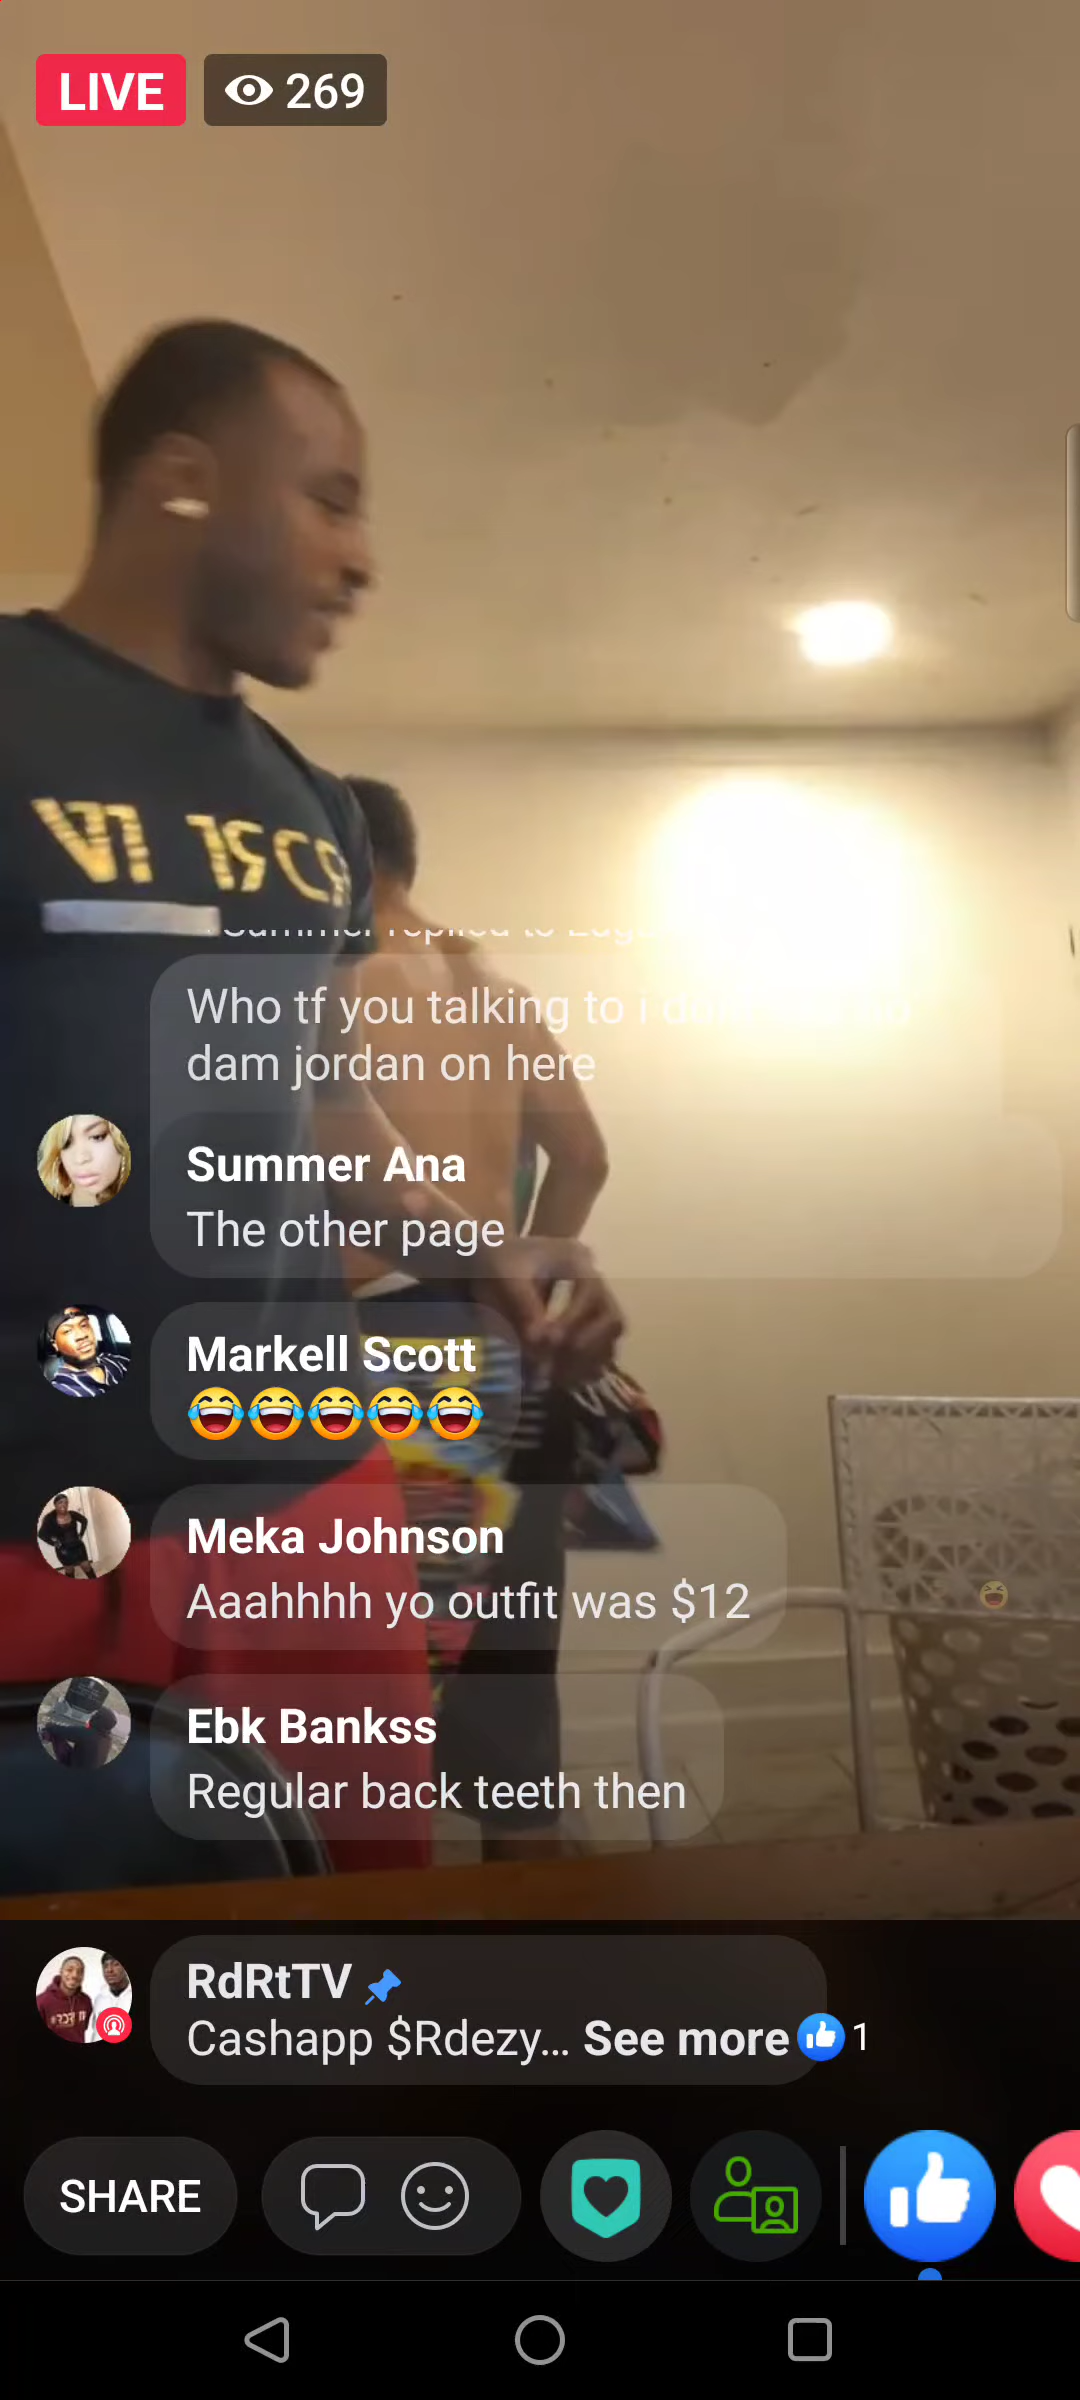 LIVE
269
Who tf you talking to i
dam jordan on here
Summer Ana
The other page
Markell Scott
😂😂😂😂😂
Meka Johnson
Aaahhhh yo outfit was $12
Ebk Bankss
Regular back teeth then
RdRtTV
Cashapp $Rdezy... See more 1
SHARE